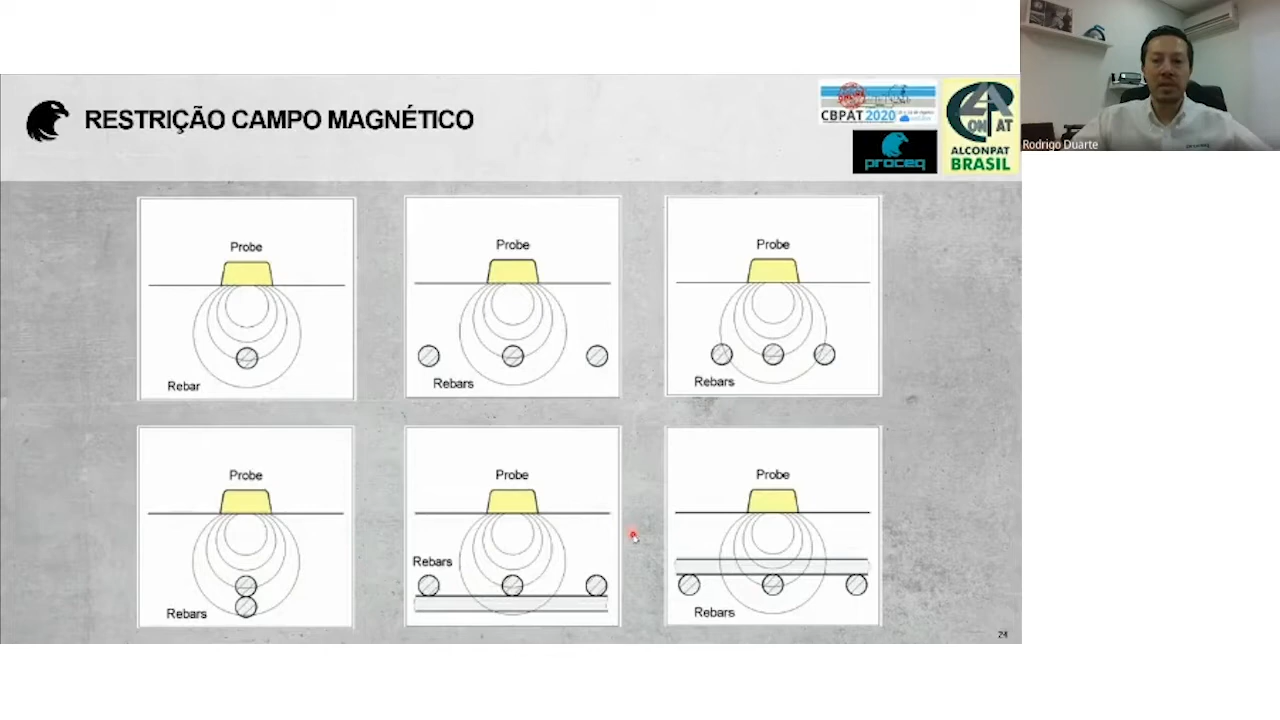 RESTRIÇÃO CAMPO MAGNÉTICO
CBPAT 2020
proceq
ALCONPAT
BRASIL
Rodrigo Duarte
Probe
Rebar
Probe
Rebars
Probe
Rebars
Probe
Rebars
Probe
Rebars
Probe
Rebars
24